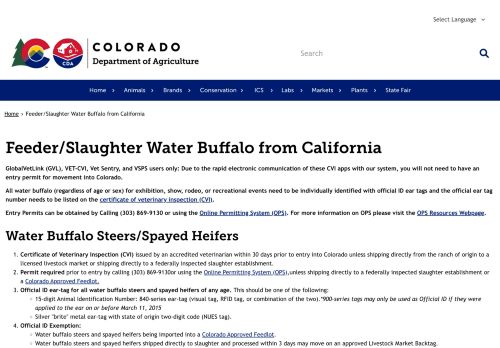 Select Language
COLORADO
Department of Agriculture
CO
CDA
Search
Home
Animals
Brands
Conservation
ICS
Labs
Markets
Plants
State Fair
Home > Feeder/Slaughter Water Buffalo from California
Feeder/Slaughter Water Buffalo from California
GlobalVetLink (GVL), VET-CVI, Vet Sentry, and VSPS users only: Due to the rapid electronic communication of these CVI apps with our system, you will not need to have an
entry permit for movement into Colorado.
All water buffalo (regardless of age or sex) for exhibition, show, rodeo, or recreational events need to be individually identified with official ID ear tags and the official ear tag
number needs to be listed on the certificate of veterinary inspection (CVI).
Entry Permits can be obtained by Calling (303) 869-9130 or using the Online Permitting System (OPS). For more information on OPS please visit the OPS Resources Webpage.
Water Buffalo Steers/Spayed Heifers
1. Certificate of Veterinary Inspection (CVI) issued by an accredited veterinarian within 30 days prior to entry into Colorado unless shipping directly from the ranch of origin to a
licensed livestock market or shipping directly to a federally inspected slaughter establishment.
2. Permit required prior to entry by calling (303) 869-9130or using the Online Permitting System (OPS),unless shipping directly to a federally inspected slaughter establishment or
a Colorado Approved Feedlot.
3. Official ID ear-tag for all water buffalo steers and spayed heifers of any age. This should be one of the following:
○ 15-digit Animal Identification Number: 840-series ear-tag (visual tag, RFID tag, or combination of the two).*900-series tags may only be used as Official ID if they were
applied to the ear on or before March 11, 2015
○ Silver "brite" metal ear-tag with state of origin two-digit code (NUES tag).
4. Official ID Exemption:
○ Water buffalo steers and spayed heifers being imported into a Colorado Approved Feedlot.
○ Water buffalo steers and spayed heifers shipped directly to slaughter and processed within 3 days may move on an approved Livestock Market Backtag.